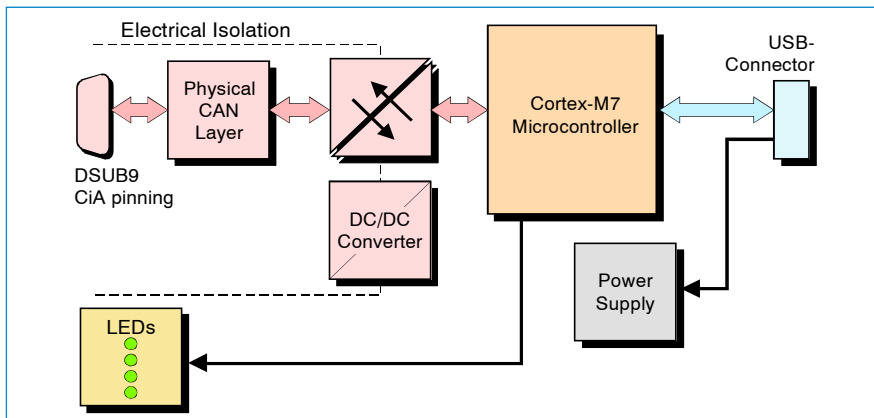 Electrical Isolation
USB-
Connector
Physical
CAN
Layer
Cortex-M7
Microcontroller
DSUB9
CiA pinning
DC/DC
Converter
Power
Supply
LEDs